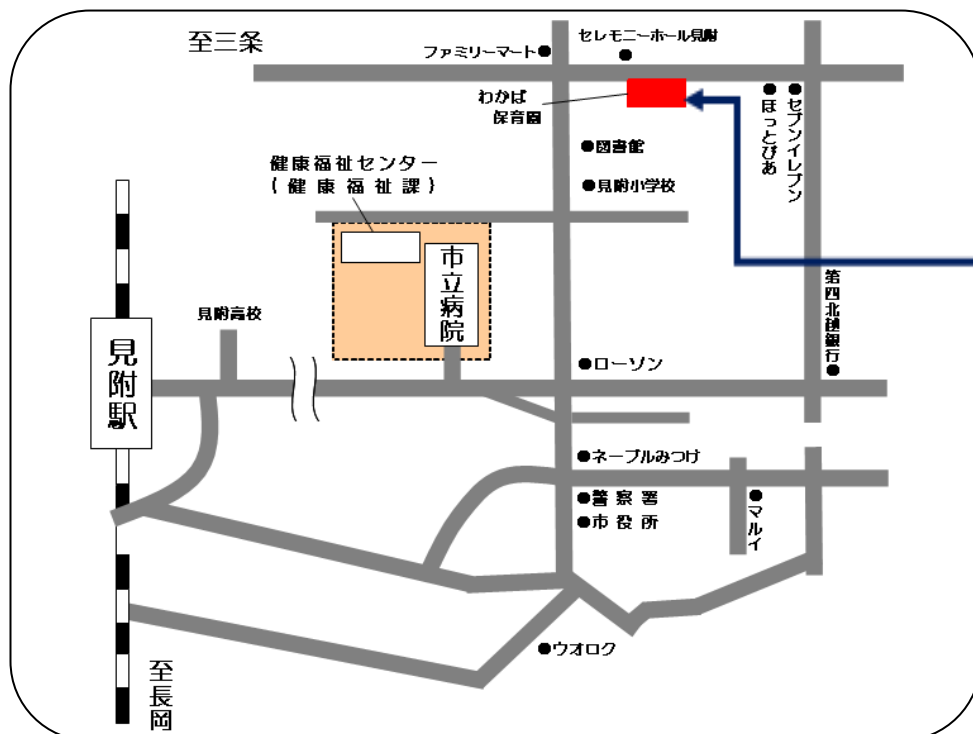 至三条
ファミリーマート
セレモニーホール見附
わかば
保育園
ほっとぴあ
セブンイレブン
図書館
健康福祉センター
(健康福祉課)
見附小学校
市立病院
第四北越銀行
見附高校
見附駅
ローソン
ネーブルみつけ
警察署
市役所
マルイ
ウオロク
至長岡